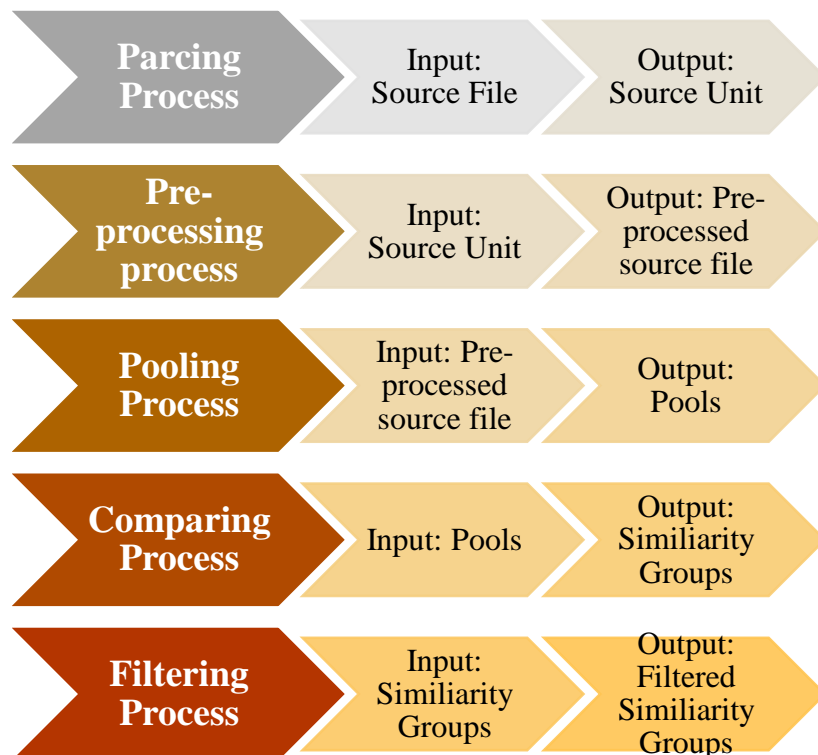 Parcing
Process
Input:
Source File
Output:
Source Unit
Pre-
processing
process
Input:
Source Unit
Output: Pre-
processed
source file
Pooling
Process
Input: Pre-
processed
source file
Output:
Pools
Comparing
Process
Input: Pools
Output:
Similiarity
Groups
Filtering
Process
Input:
Similiarity
Groups
Output:
Filtered
Similiarity
Groups